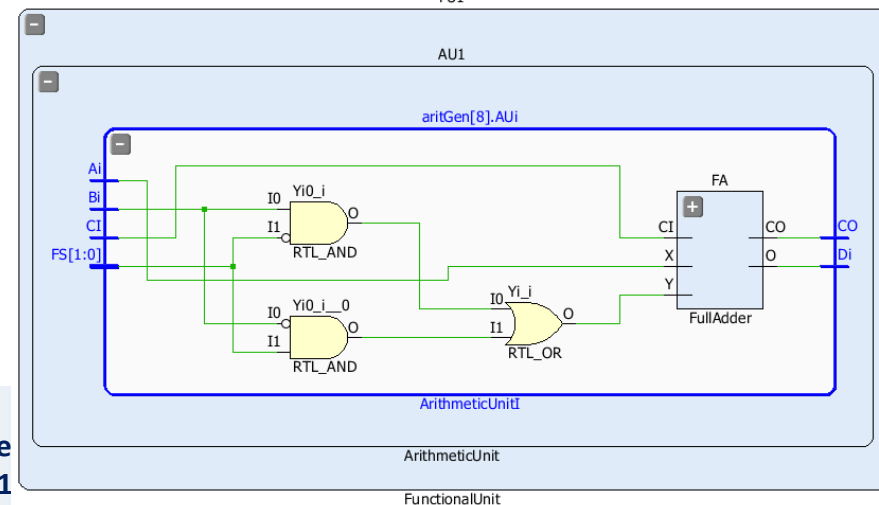 AU1
aritGen[8].AUi
Ai
Bi
CI
FS[1:0]
I0 Yi0_i
I1
O
RTL_AND
I0 Yi0_i__0
I1
O
RTL_AND
I0 Yi_i
I1
O
RTL_OR
FA
CI
X
Y
CO
O
FullAdder
CO
Di
ArithmeticUnitI
ArithmeticUnit
FunctionalUnit
e
1